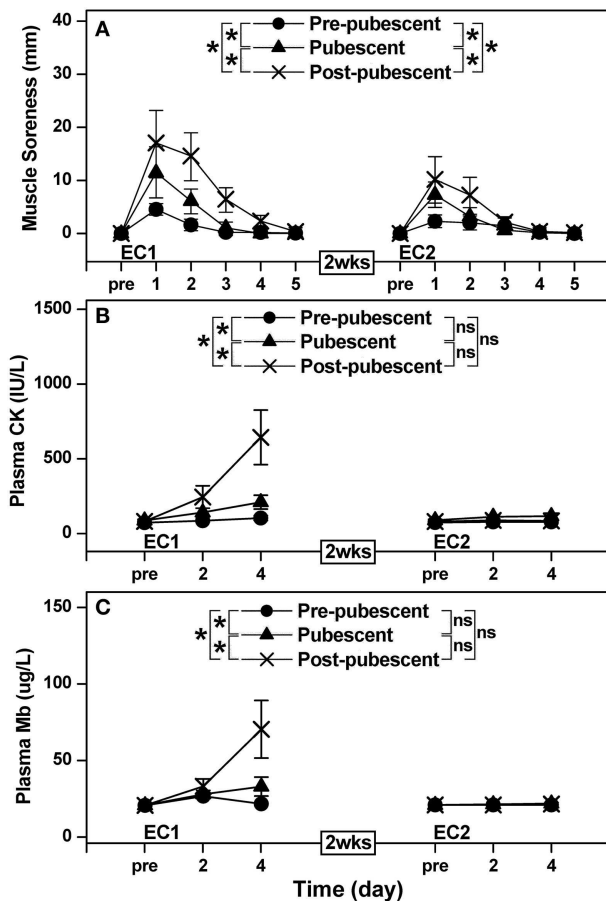 A
Muscle Soreness (mm)
40
30
20
10
0
* * Pre-pubescent * *
* Pubescent *
Post-pubescent
EC1 EC2
2wks
pre 1 2 3 4 5 pre 1 2 3 4 5
B
Plasma CK (IU/L)
1500
1000
500
0
* * Pre-pubescent ns ns
* Pubescent ns
Post-pubescent
EC1 EC2
2wks
pre 2 4 pre 2 4
C
Plasma Mb (ug/L)
150
100
50
0
* * Pre-pubescent ns ns
* Pubescent ns
Post-pubescent
EC1 EC2
2wks
pre 2 4 pre 2 4
Time (day)